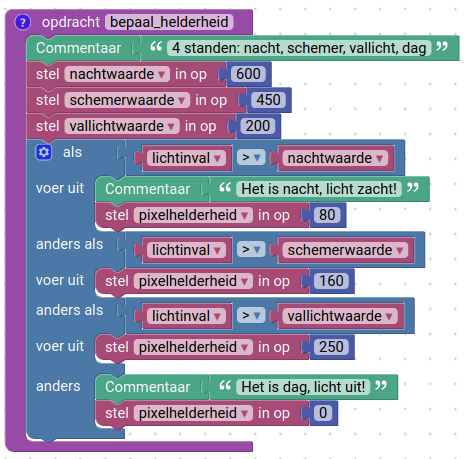 ? opdracht bepaal_helderheid
Commentaar “ 4 standen: nacht, schemer, vallicht, dag ”
stel nachtwaarde ▾ in op 600
stel schemerwaarde ▾ in op 450
stel vallichtwaarde ▾ in op 200
als lichtinval ▾ > ▾ nachtwaarde ▾
voer uit Commentaar “ Het is nacht, licht zacht! ”
stel pixelhelderheid ▾ in op 80
anders als lichtinval ▾ > ▾ schemerwaarde ▾
voer uit stel pixelhelderheid ▾ in op 160
anders als lichtinval ▾ > ▾ vallichtwaarde ▾
voer uit stel pixelhelderheid ▾ in op 250
anders Commentaar “ Het is dag, licht uit! ”
stel pixelhelderheid ▾ in op 0